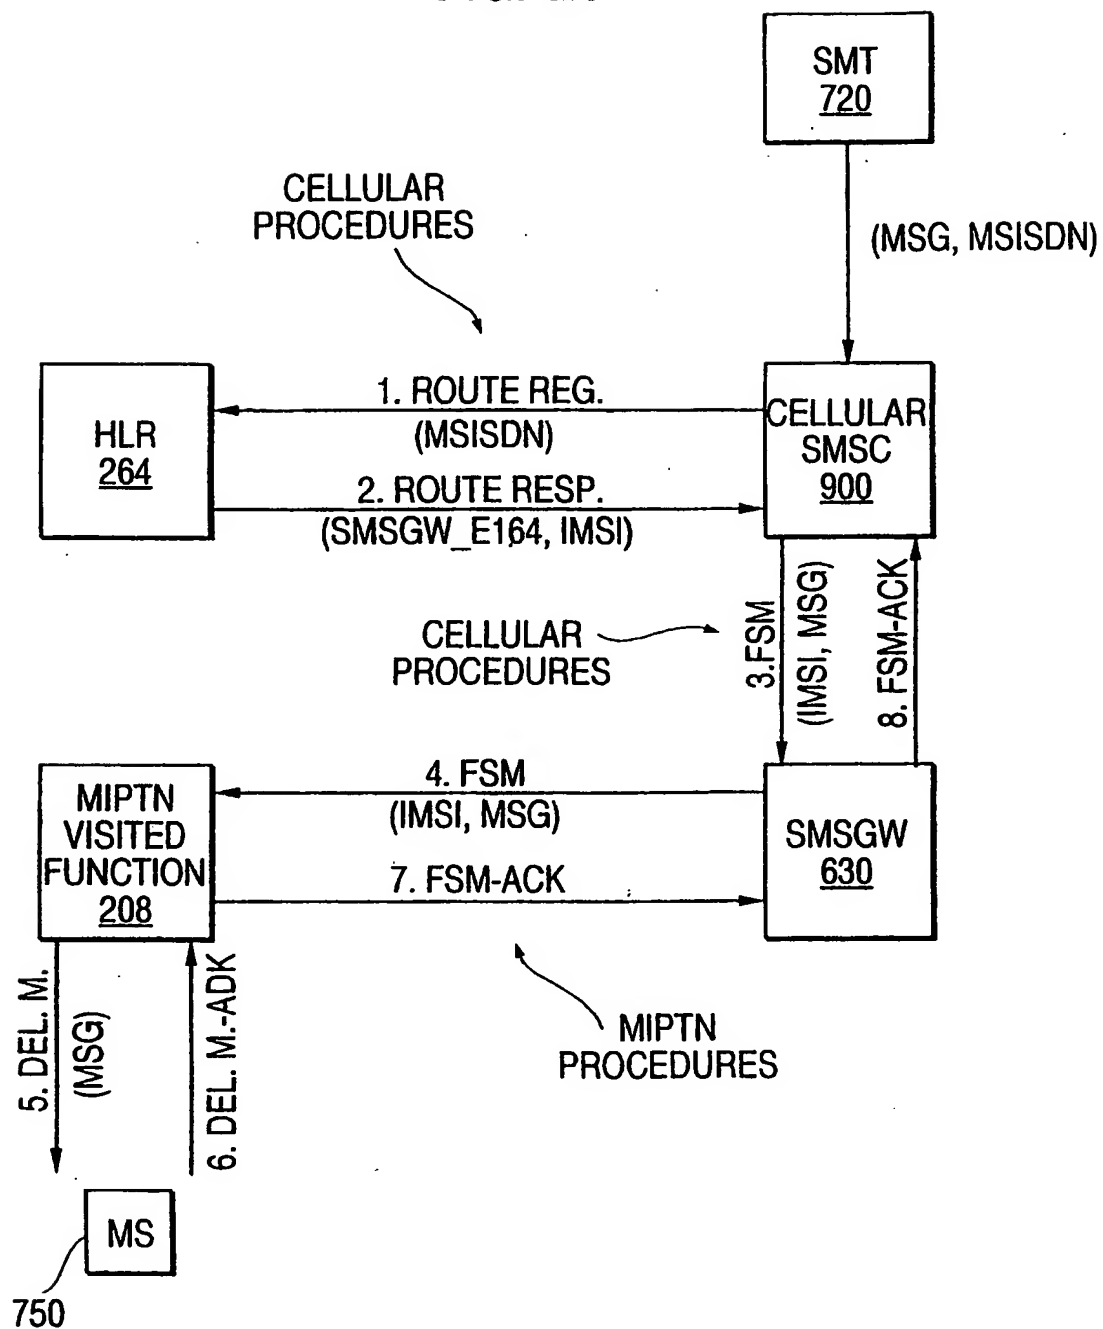 SMT
720
CELLULAR
PROCEDURES
(MSG, MSISDN)
HLR
264
1. ROUTE REG.
(MSISDN)
2. ROUTE RESP.
(SMSGW_E164, IMSI)
CELLULAR
SMSC
900
CELLULAR
PROCEDURES
3.FSM
(IMSI, MSG)
8. FSM-ACK
MIPTN
VISITED
FUNCTION
208
4. FSM
(IMSI, MSG)
7. FSM-ACK
SMSGW
630
5. DEL. M.
(MSG)
6. DEL. M.-ADK
MIPTN
PROCEDURES
MS
750